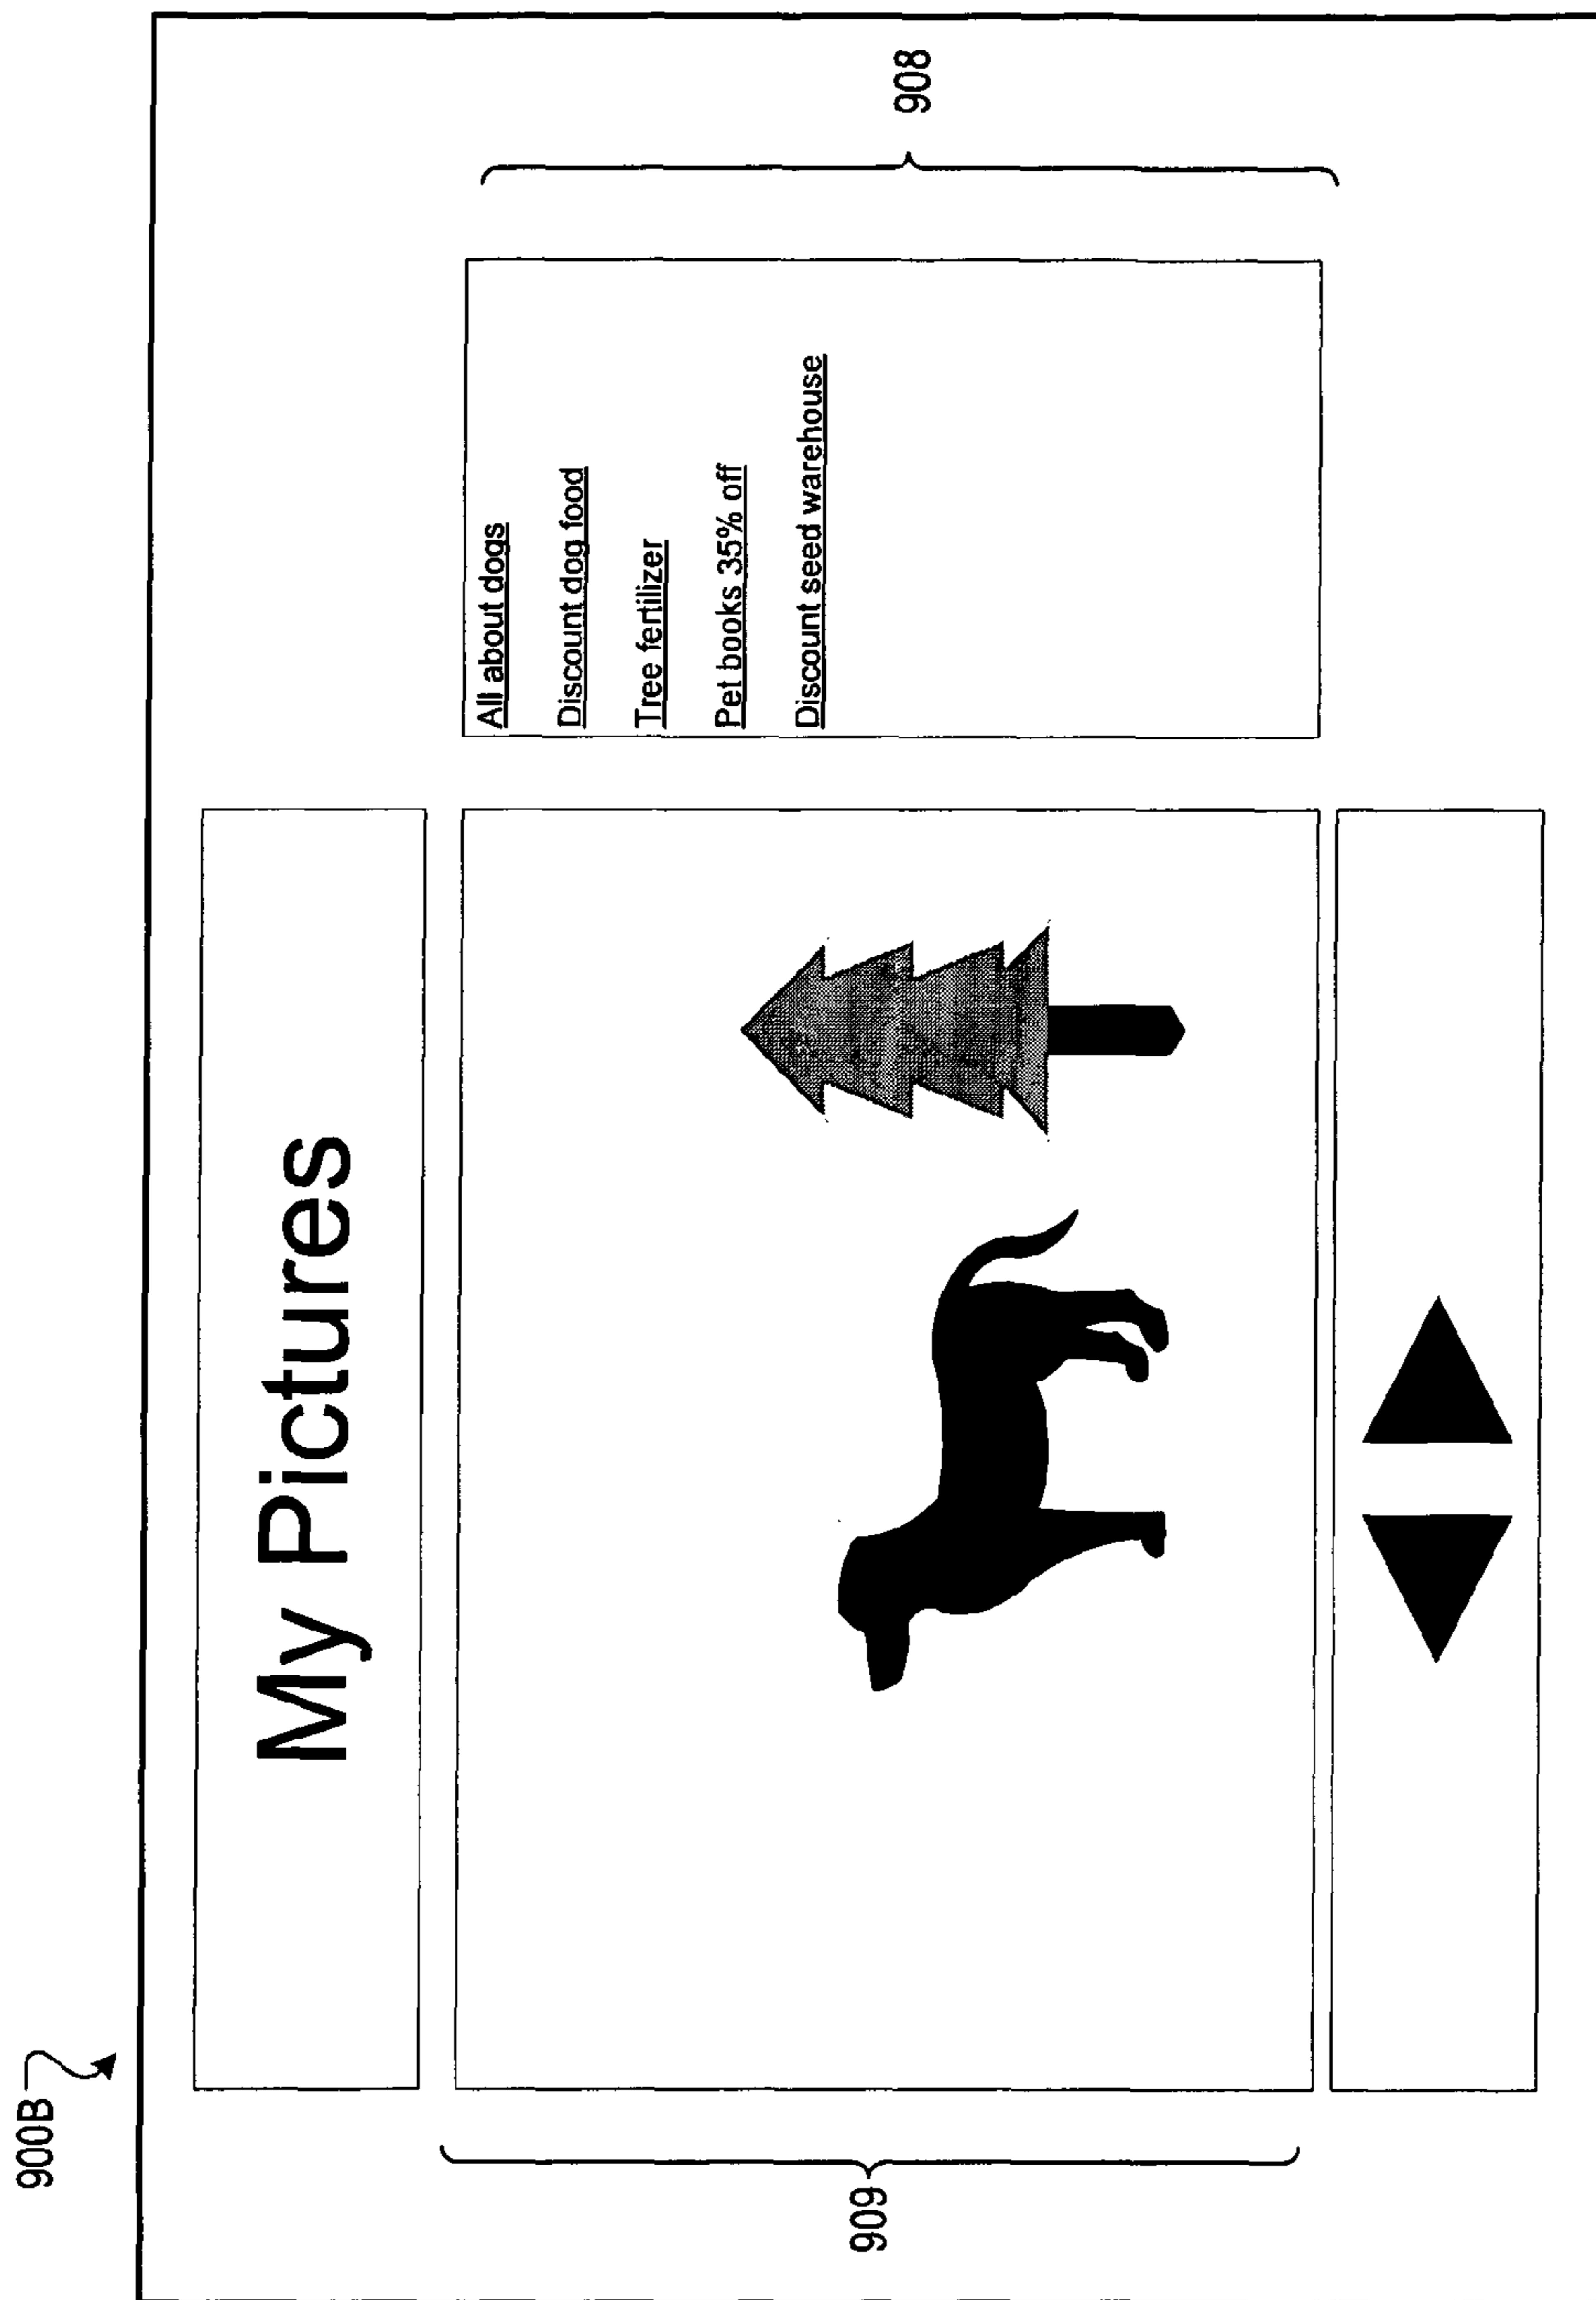 900B
My Pictures
All about dogs
Discount dog food
Tree fertilizer
Pet books 35% off
Discount seed warehouse
908
909